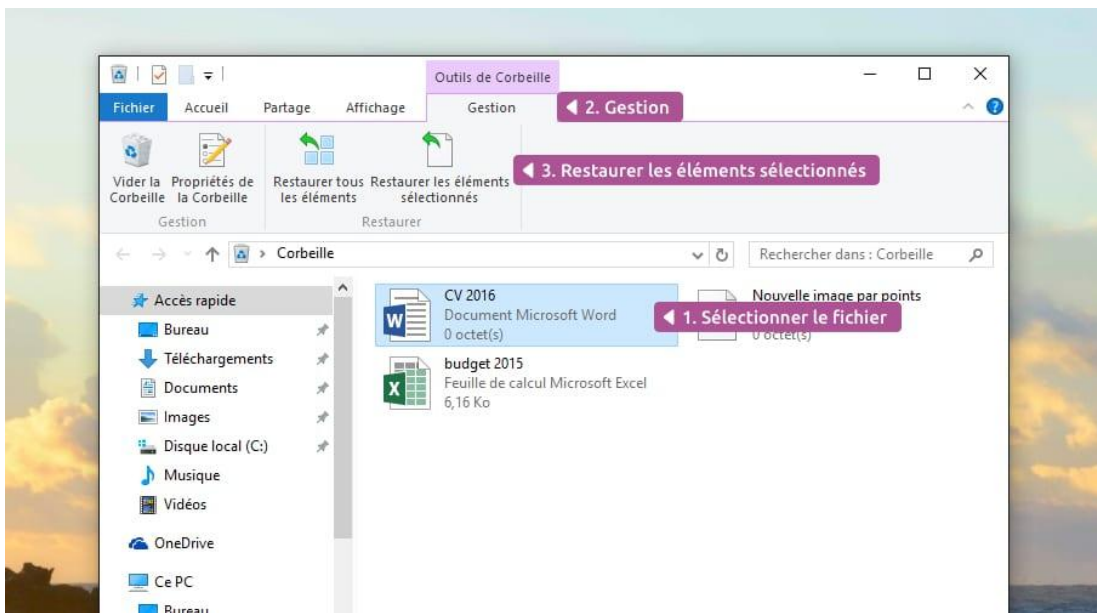 Outils de Corbeille
Fichier Accueil Partage Affichage Gestion
2. Gestion
Vider la Corbeille
Propriétés de la Corbeille
Restaurer tous les éléments
Restaurer les éléments sélectionnés
3. Restaurer les éléments sélectionnés
Gestion Restaurer
Corbeille
Rechercher dans : Corbeille
Accès rapide
Bureau
Téléchargements
Documents
Images
Disque local (C:)
Musique
Vidéos
OneDrive
Ce PC
Bureau
CV 2016
Document Microsoft Word
0 octet(s)
1. Sélectionner le fichier
Nouvelle image par points
0 octet(s)
budget 2015
Feuille de calcul Microsoft Excel
6,16 Ko